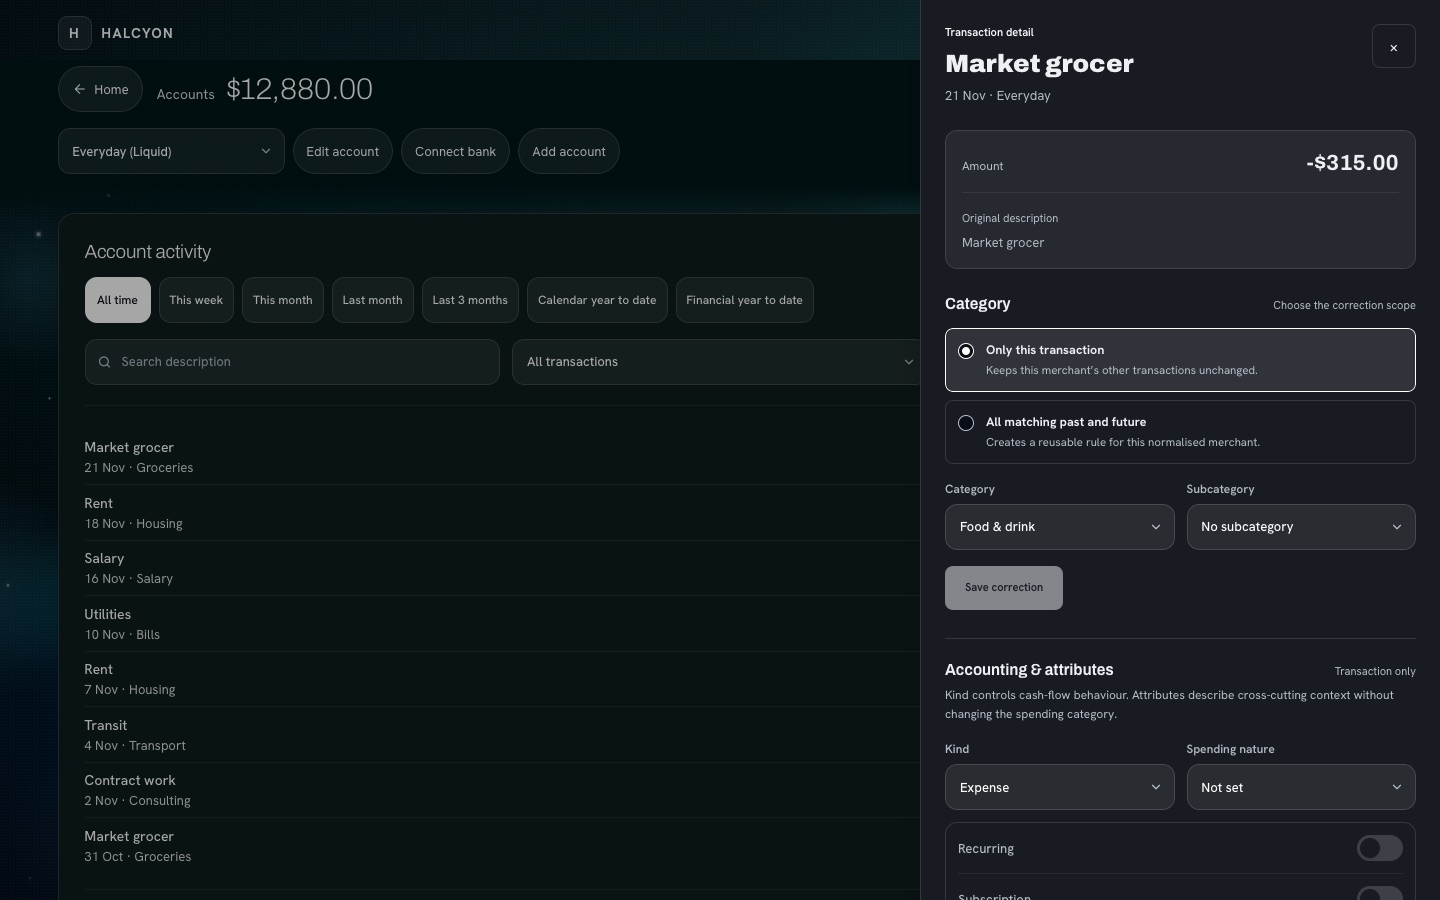 H HALCYON
Home
Accounts $12,880.00
Everyday (Liquid)
Edit account
Connect bank
Add account
Account activity
All time
This week
This month
Last month
Last 3 months
Calendar year to date
Financial year to date
Search description
All transactions
Market grocer
21 Nov · Groceries
Rent
18 Nov · Housing
Salary
16 Nov · Salary
Utilities
10 Nov · Bills
Rent
7 Nov · Housing
Transit
4 Nov · Transport
Contract work
2 Nov · Consulting
Market grocer
31 Oct · Groceries
Transaction detail
Market grocer
21 Nov · Everyday
×
Amount -$315.00
Original description
Market grocer
Category Choose the correction scope
Only this transaction
Keeps this merchant’s other transactions unchanged.
All matching past and future
Creates a reusable rule for this normalised merchant.
Category Subcategory
Food & drink No subcategory
Save correction
Accounting & attributes Transaction only
Kind controls cash-flow behaviour. Attributes describe cross-cutting context without
changing the spending category.
Kind Spending nature
Expense Not set
Recurring
Subscription